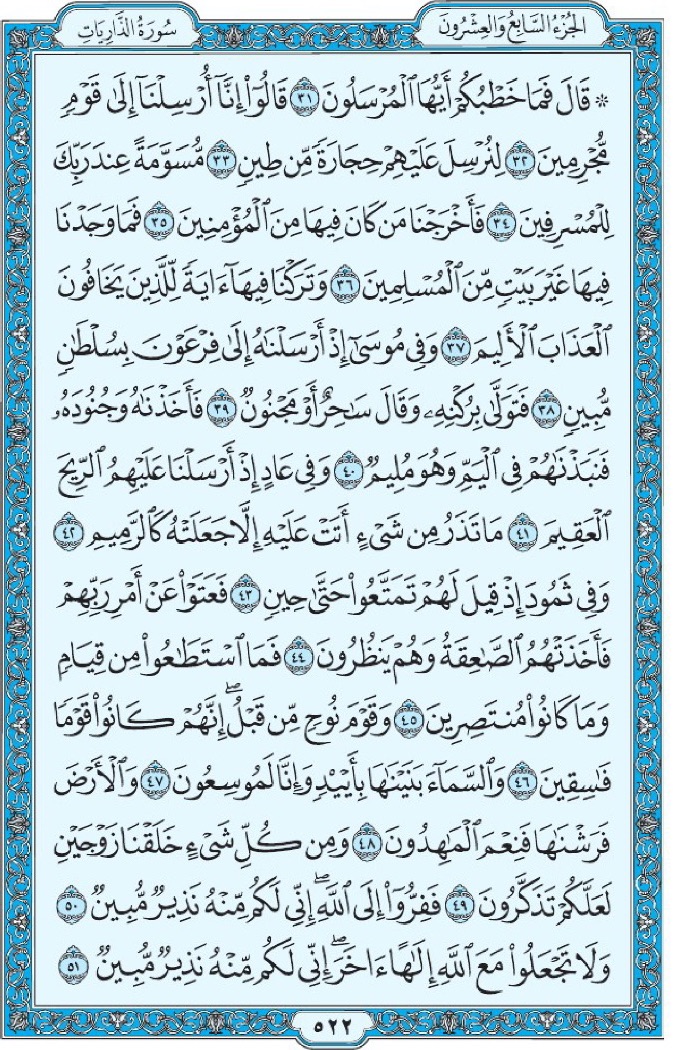 الجُزْءُ السَّابِعُ وَالعِشْرُونَ
سُورَةُ الذَّارِيَاتِ
۞ قَالَ فَمَا خَطْبُكُمْ أَيُّهَا ٱلْمُرْسَلُونَ ٣١ قَالُوٓا۟ إِنَّآ أُرْسِلْنَآ إِلَىٰ قَوْمٍ
مُّجْرِمِينَ ٣٢ لِنُرْسِلَ عَلَيْهِمْ حِجَارَةً مِّن طِينٍ ٣٣ مُّسَوَّمَةً عِندَ رَبِّكَ
لِلْمُسْرِفِينَ ٣٤ فَأَخْرَجْنَا مَن كَانَ فِيهَا مِنَ ٱلْمُؤْمِنِينَ ٣٥ فَمَا وَجَدْنَا
فِيهَا غَيْرَ بَيْتٍ مِّنَ ٱلْمُسْلِمِينَ ٣٦ وَتَرَكْنَا فِيهَآ ءَايَةً لِّلَّذِينَ يَخَافُونَ
ٱلْعَذَابَ ٱلْأَلِيمَ ٣٧ وَفِى مُوسَىٰٓ إِذْ أَرْسَلْنَٰهُ إِلَىٰ فِرْعَوْنَ بِسُلْطَٰنٍ
مُّبِينٍ ٣٨ فَتَوَلَّىٰ بِرُكْنِهِۦ وَقَالَ سَٰحِرٌ أَوْ مَجْنُونٌ ٣٩ فَأَخَذْنَٰهُ وَجُنُودَهُۥ
فَنَبَذْنَٰهُمْ فِى ٱلْيَمِّ وَهُوَ مُلِيمٌ ٤٠ وَفِى عَادٍ إِذْ أَرْسَلْنَا عَلَيْهِمُ ٱلرِّيحَ
ٱلْعَقِيمَ ٤١ مَا تَذَرُ مِن شَىْءٍ أَتَتْ عَلَيْهِ إِلَّا جَعَلَتْهُ كَٱلرَّمِيمِ ٤٢
وَفِى ثَمُودَ إِذْ قِيلَ لَهُمْ تَمَتَّعُوا۟ حَتَّىٰ حِينٍ ٤٣ فَعَتَوْا۟ عَنْ أَمْرِ رَبِّهِمْ
فَأَخَذَتْهُمُ ٱلصَّٰعِقَةُ وَهُمْ يَنظُرُونَ ٤٤ فَمَا ٱسْتَطَٰعُوا۟ مِن قِيَامٍ
وَمَا كَانُوا۟ مُنتَصِرِينَ ٤٥ وَقَوْمَ نُوحٍ مِّن قَبْلُ ۖ إِنَّهُمْ كَانُوا۟ قَوْمًا
فَٰسِقِينَ ٤٦ وَٱلسَّمَآءَ بَنَيْنَٰهَا بِأَيْي۟دٍ وَإِنَّا لَمُوسِعُونَ ٤٧ وَٱلْأَرْضَ
فَرَشْنَٰهَا فَنِعْمَ ٱلْمَٰهِدُونَ ٤٨ وَمِن كُلِّ شَىْءٍ خَلَقْنَا زَوْجَيْنِ
لَعَلَّكُمْ تَذَكَّرُونَ ٤٩ فَفِرُّوٓا۟ إِلَى ٱللَّهِ ۖ إِنِّى لَكُم مِّنْهُ نَذِيرٌ مُّبِينٌ ٥٠
وَلَا تَجْعَلُوا۟ مَعَ ٱللَّهِ إِلَٰهًا ءَاخَرَ ۖ إِنِّى لَكُم مِّنْهُ نَذِيرٌ مُّبِينٌ ٥١
٥٢٢